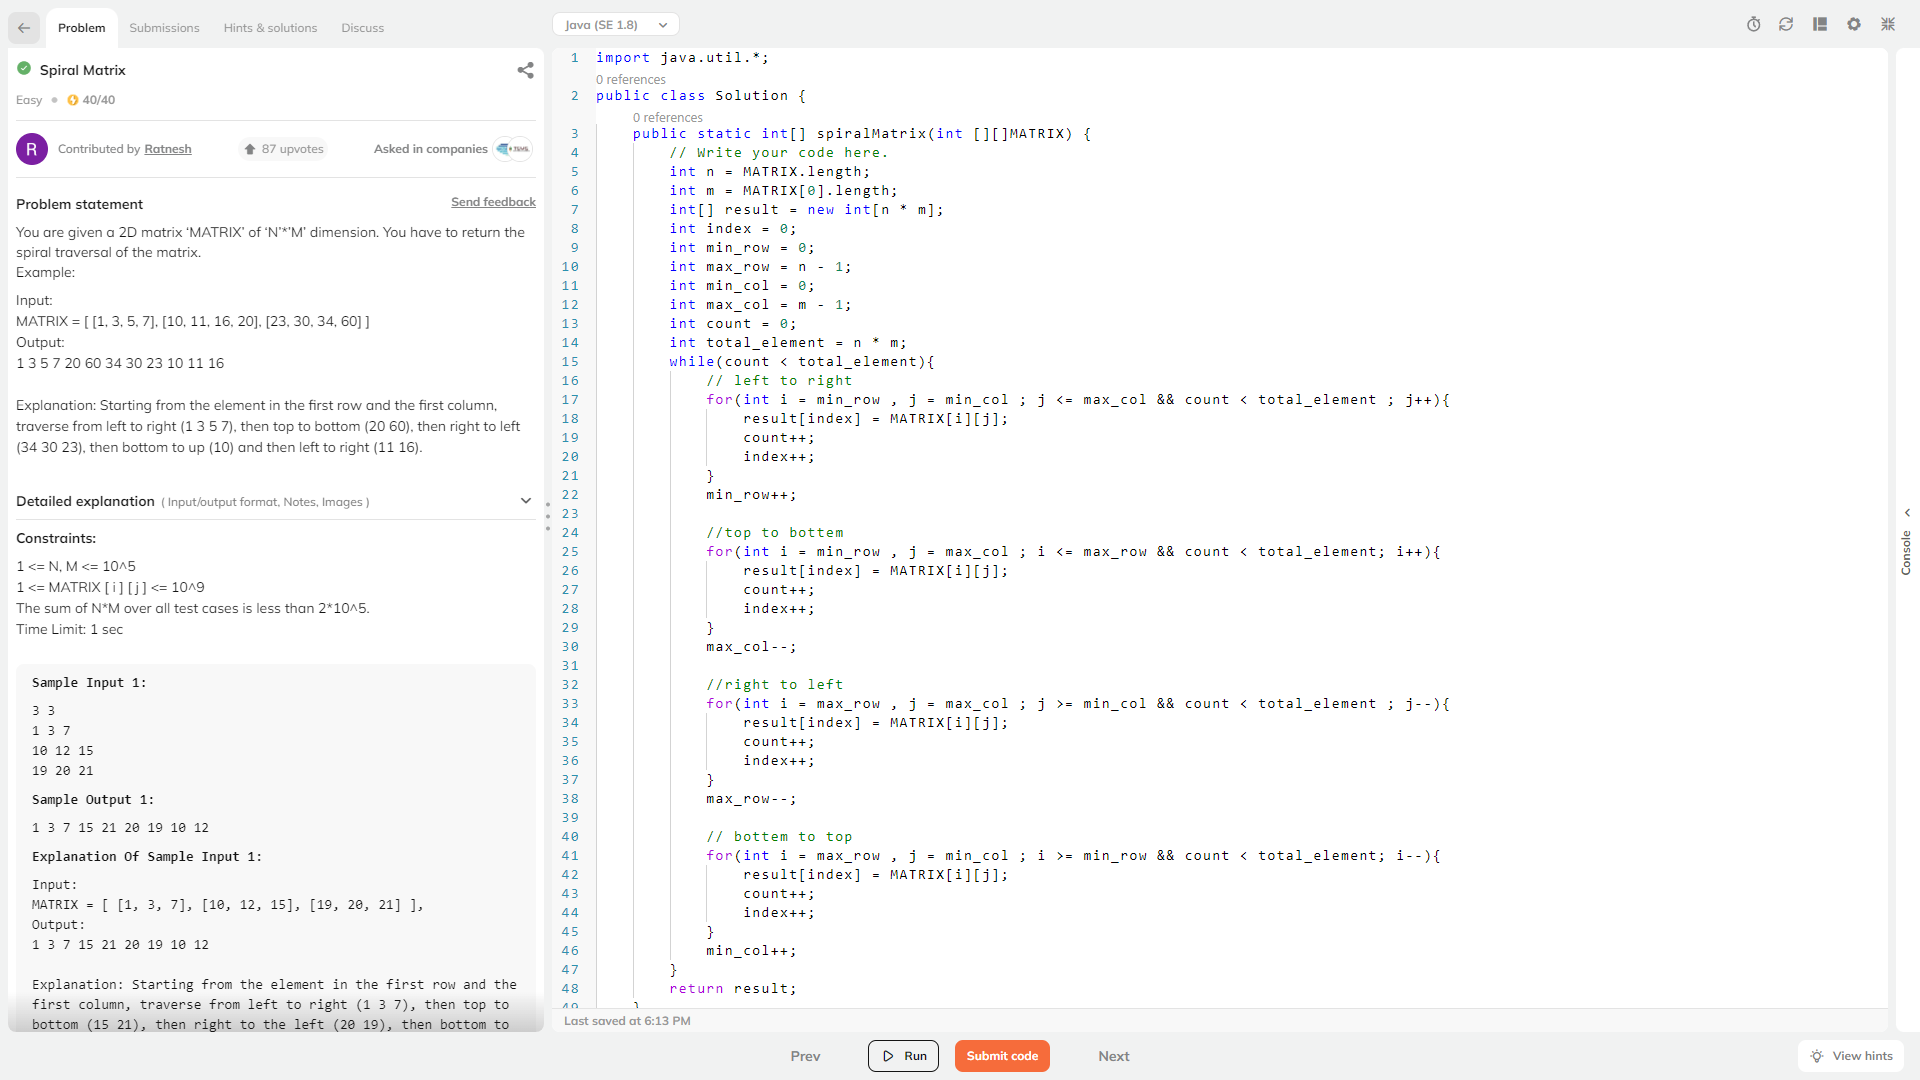 Problem
Submissions
Hints & solutions
Discuss
Java (SE 1.8)
Spiral Matrix
Easy
40/40
R
Contributed by Ratnesh
87 upvotes
Asked in companies
Problem statement
Send feedback
You are given a 2D matrix ‘MATRIX’ of ‘N’*’M’ dimension. You have to return the
spiral traversal of the matrix.
Example:
Input:
MATRIX = [ [1, 3, 5, 7], [10, 11, 16, 20], [23, 30, 34, 60] ]
Output:
1 3 5 7 20 60 34 30 23 10 11 16
Explanation: Starting from the element in the first row and the first column,
traverse from left to right (1 3 5 7), then top to bottom (20 60), then right to left
(34 30 23), then bottom to up (10) and then left to right (11 16).
Detailed explanation ( Input/output format, Notes, Images )
Constraints:
1 <= N, M <= 10^5
1 <= MATRIX [ i ] [ j ] <= 10^9
The sum of N*M over all test cases is less than 2*10^5.
Time Limit: 1 sec
Sample Input 1:
3 3
1 3 7
10 12 15
19 20 21
Sample Output 1:
1 3 7 15 21 20 19 10 12
Explanation Of Sample Input 1:
Input:
MATRIX = [ [1, 3, 7], [10, 12, 15], [19, 20, 21] ],
Output:
1 3 7 15 21 20 19 10 12
Explanation: Starting from the element in the first row and the
first column, traverse from left to right (1 3 7), then top to
bottom (15 21), then right to the left (20 19), then bottom to
1 import java.util.*;
0 references
2 public class Solution {
0 references
3 public static int[] spiralMatrix(int [][]MATRIX) {
4 // Write your code here.
5 int n = MATRIX.length;
6 int m = MATRIX[0].length;
7 int[] result = new int[n * m];
8 int index = 0;
9 int min_row = 0;
10 int max_row = n - 1;
11 int min_col = 0;
12 int max_col = m - 1;
13 int count = 0;
14 int total_element = n * m;
15 while(count < total_element){
16 // left to right
17 for(int i = min_row , j = min_col ; j <= max_col && count < total_element ; j++){
18 result[index] = MATRIX[i][j];
19 count++;
20 index++;
21 }
22 min_row++;
23
24 //top to bottem
25 for(int i = min_row , j = max_col ; i <= max_row && count < total_element; i++){
26 result[index] = MATRIX[i][j];
27 count++;
28 index++;
29 }
30 max_col--;
31
32 //right to left
33 for(int i = max_row , j = max_col ; j >= min_col && count < total_element ; j--){
34 result[index] = MATRIX[i][j];
35 count++;
36 index++;
37 }
38 max_row--;
39
40 // bottem to top
41 for(int i = max_row , j = min_col ; i >= min_row && count < total_element; i--){
42 result[index] = MATRIX[i][j];
43 count++;
44 index++;
45 }
46 min_col++;
47 }
48 return result;
49 }
Last saved at 6:13 PM
Console
Prev
Run
Submit code
Next
View hints